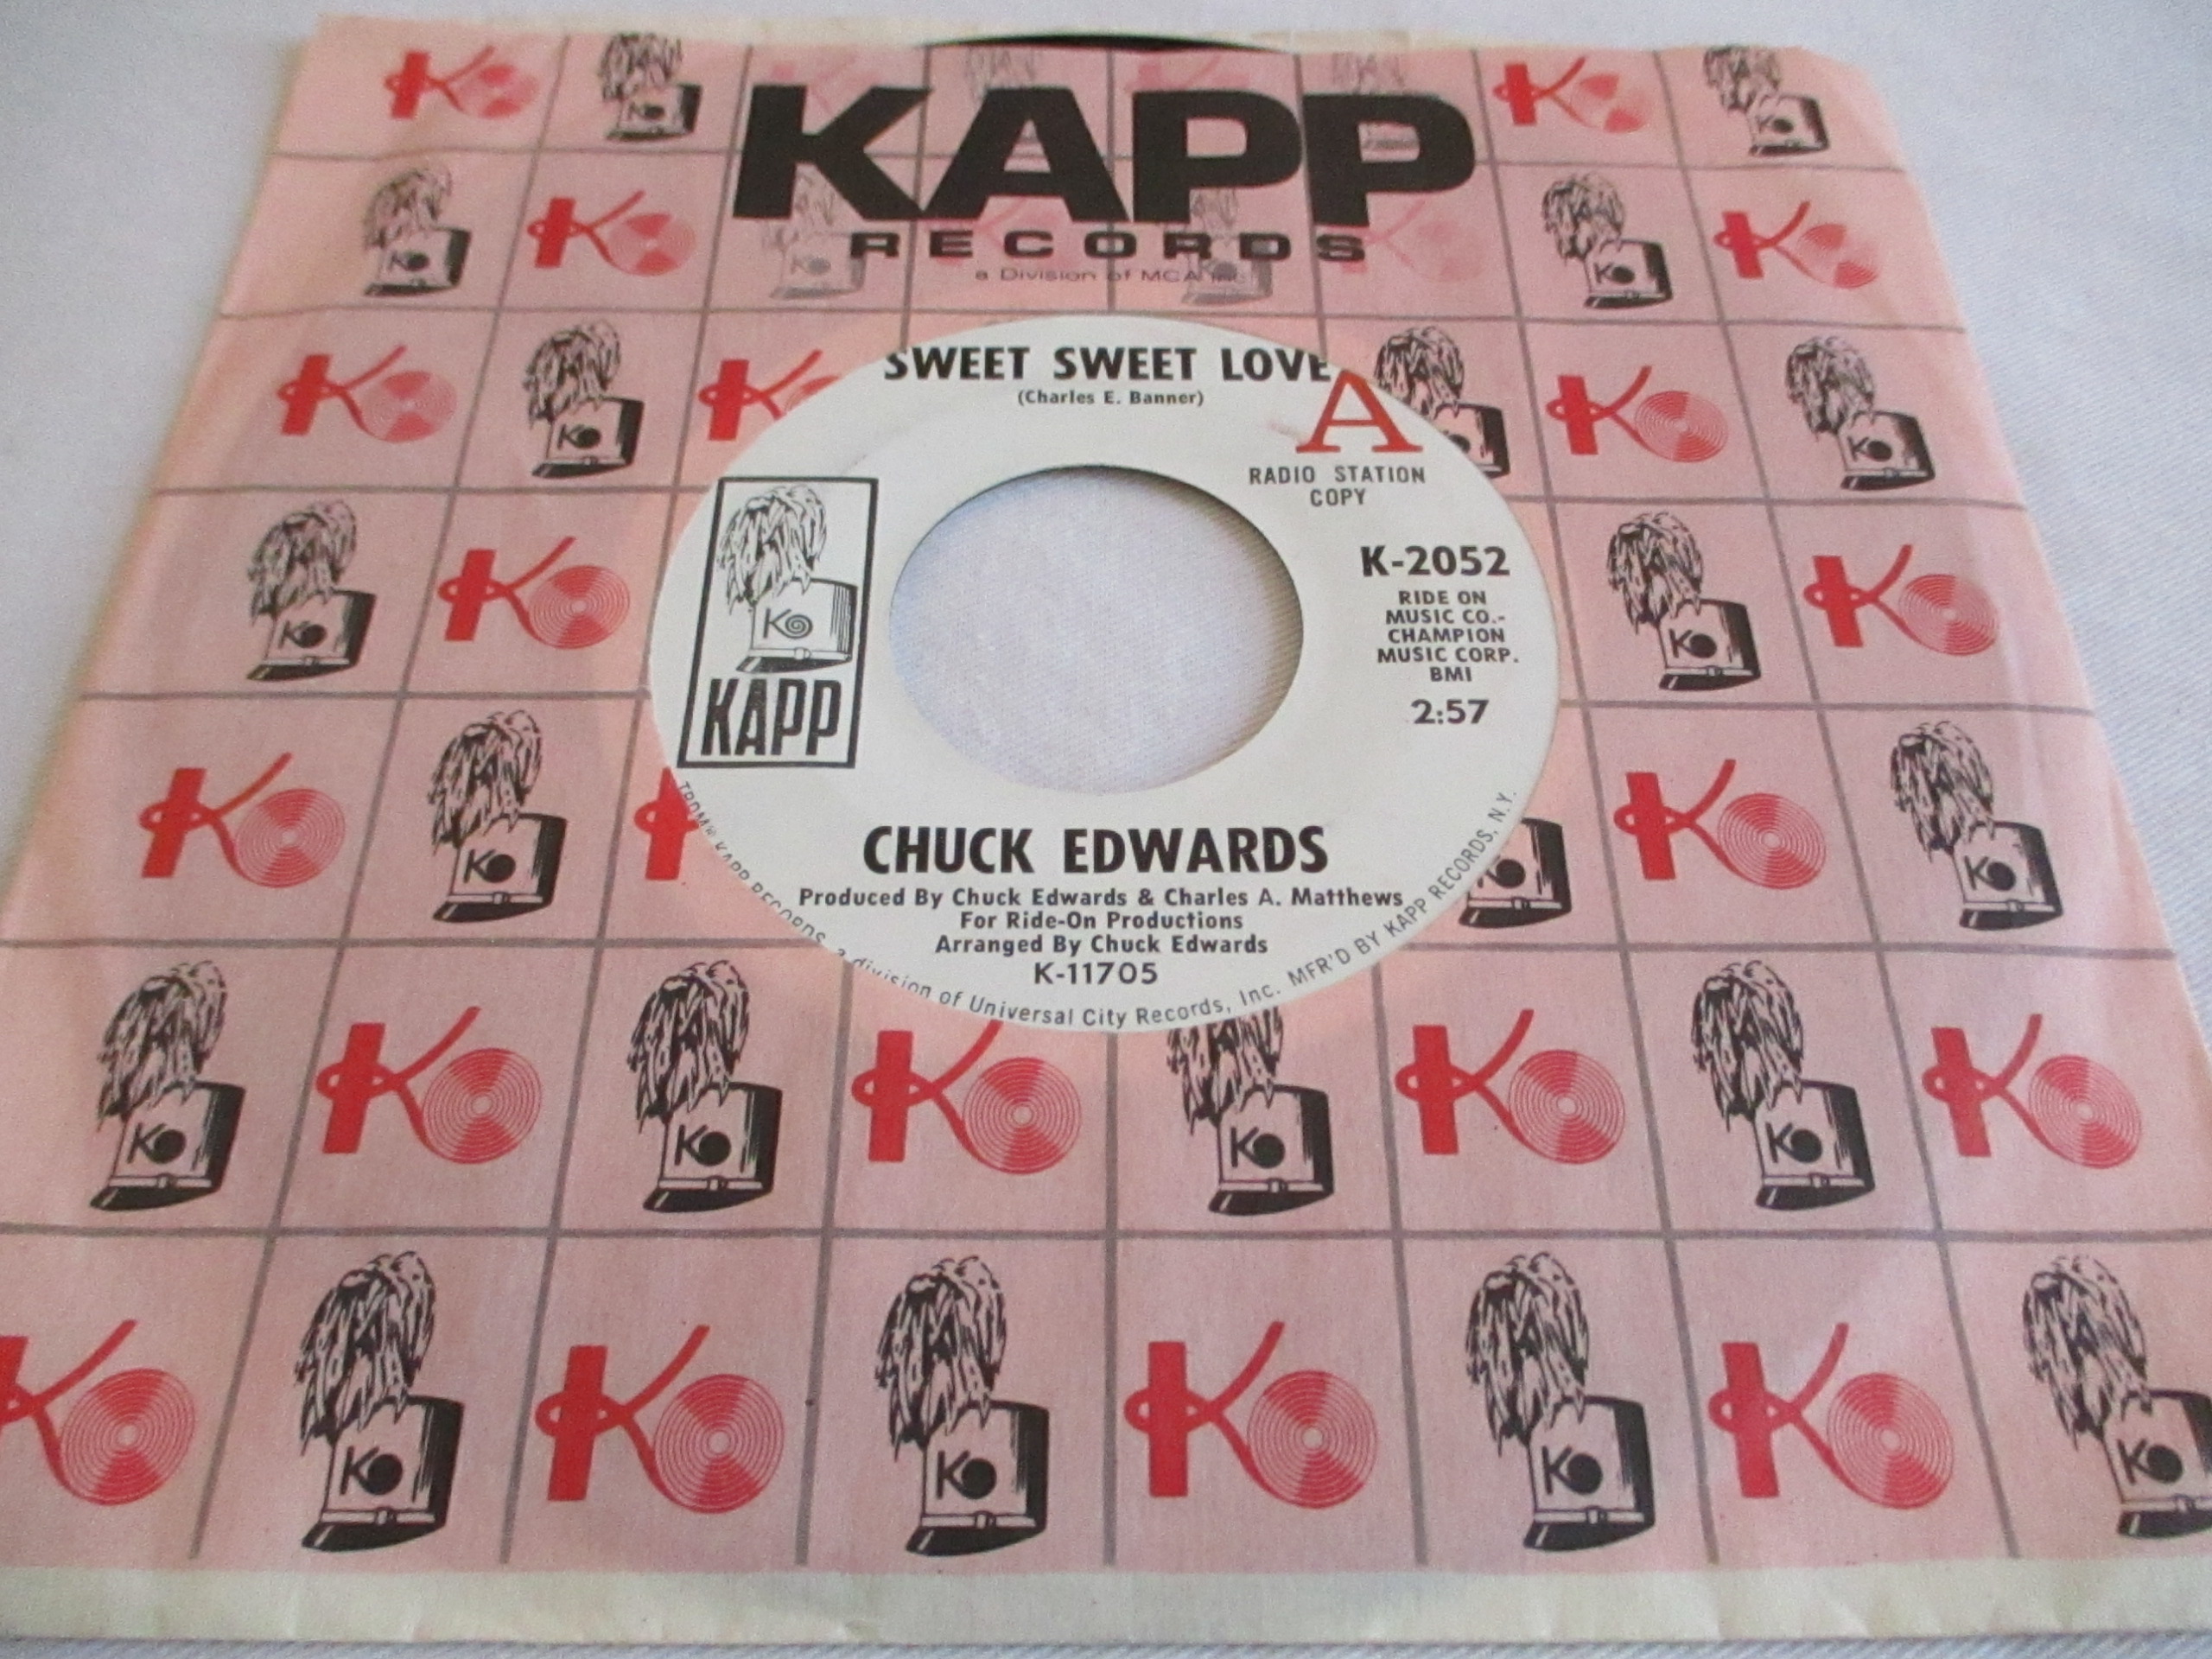 KAPP
RECORDS
a Division of MCA Inc.
SWEET SWEET LOVE
(Charles E. Banner)
A
RADIO STATION
COPY
K-2052
RIDE ON
MUSIC CO.-
CHAMPION
MUSIC CORP.
BMI
2:57
KAPP
CHUCK EDWARDS
Produced By Chuck Edwards & Charles A. Matthews
For Ride-On Productions
Arranged By Chuck Edwards
K-11705
KAPP RECORDS, a division of Universal City Records, Inc. MFR'D BY KAPP RECORDS, N.Y.